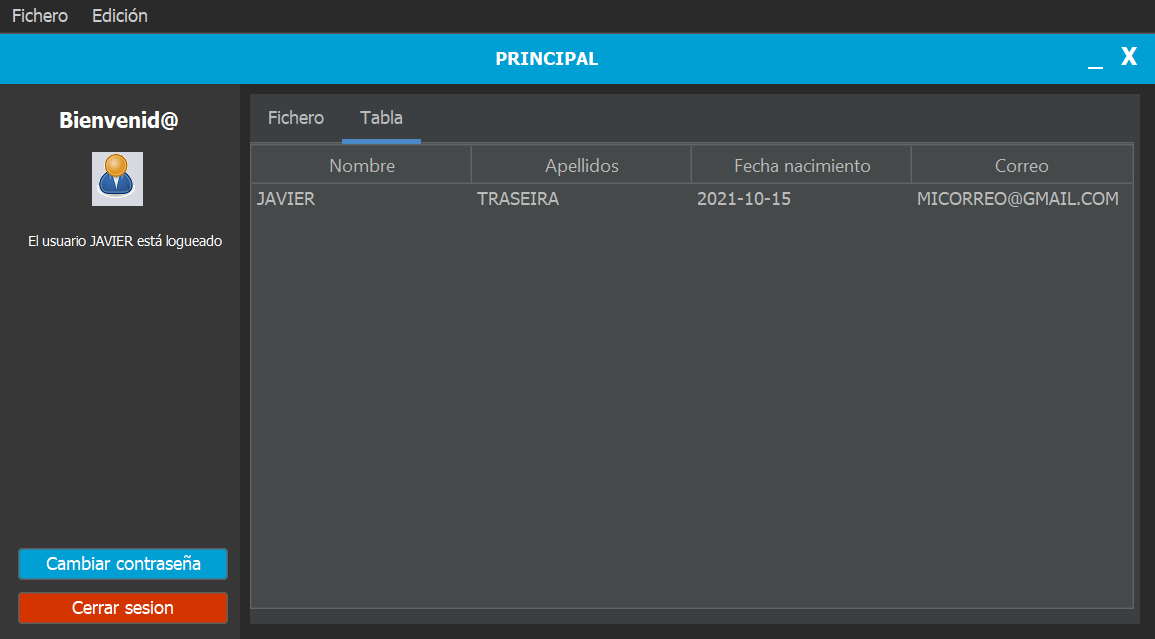 Fichero Edición
PRINCIPAL _ X
Bienvenid@
El usuario JAVIER está logueado
Cambiar contraseña
Cerrar sesion
Fichero Tabla
Nombre Apellidos Fecha nacimiento Correo
JAVIER TRASEIRA 2021-10-15 MICORREO@GMAIL.COM